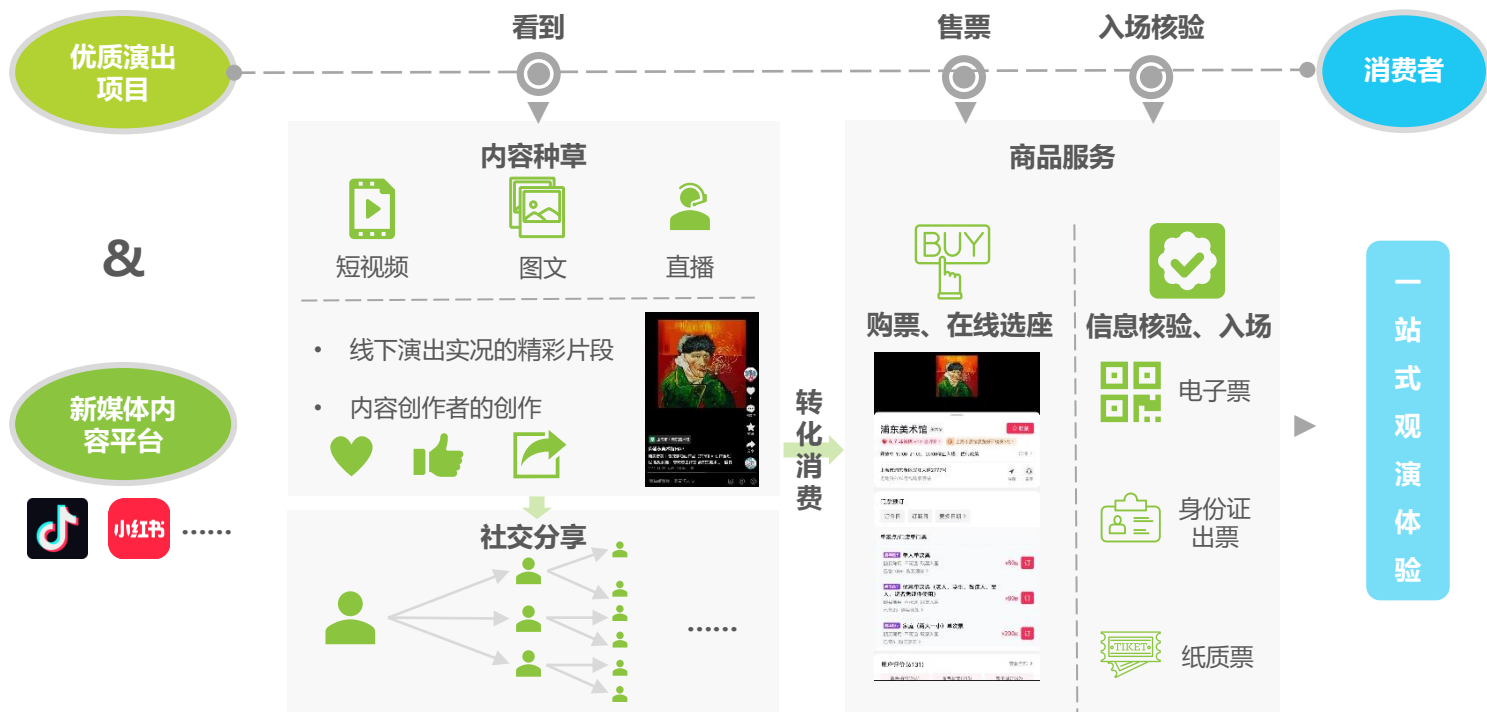 看到
售票
入场核验
优质演出
项目
消费者
内容种草
商品服务
短视频
图文
直播
BUY
&
购票、在线选座
信息核验、入场
• 线下演出实况的精彩片段
• 内容创作者的创作
浦东美术馆
电子票
新媒体内
容平台
转化消费
小红书
......
社交分享
......
身份证
出票
TIKET
纸质票
一站式观演体验